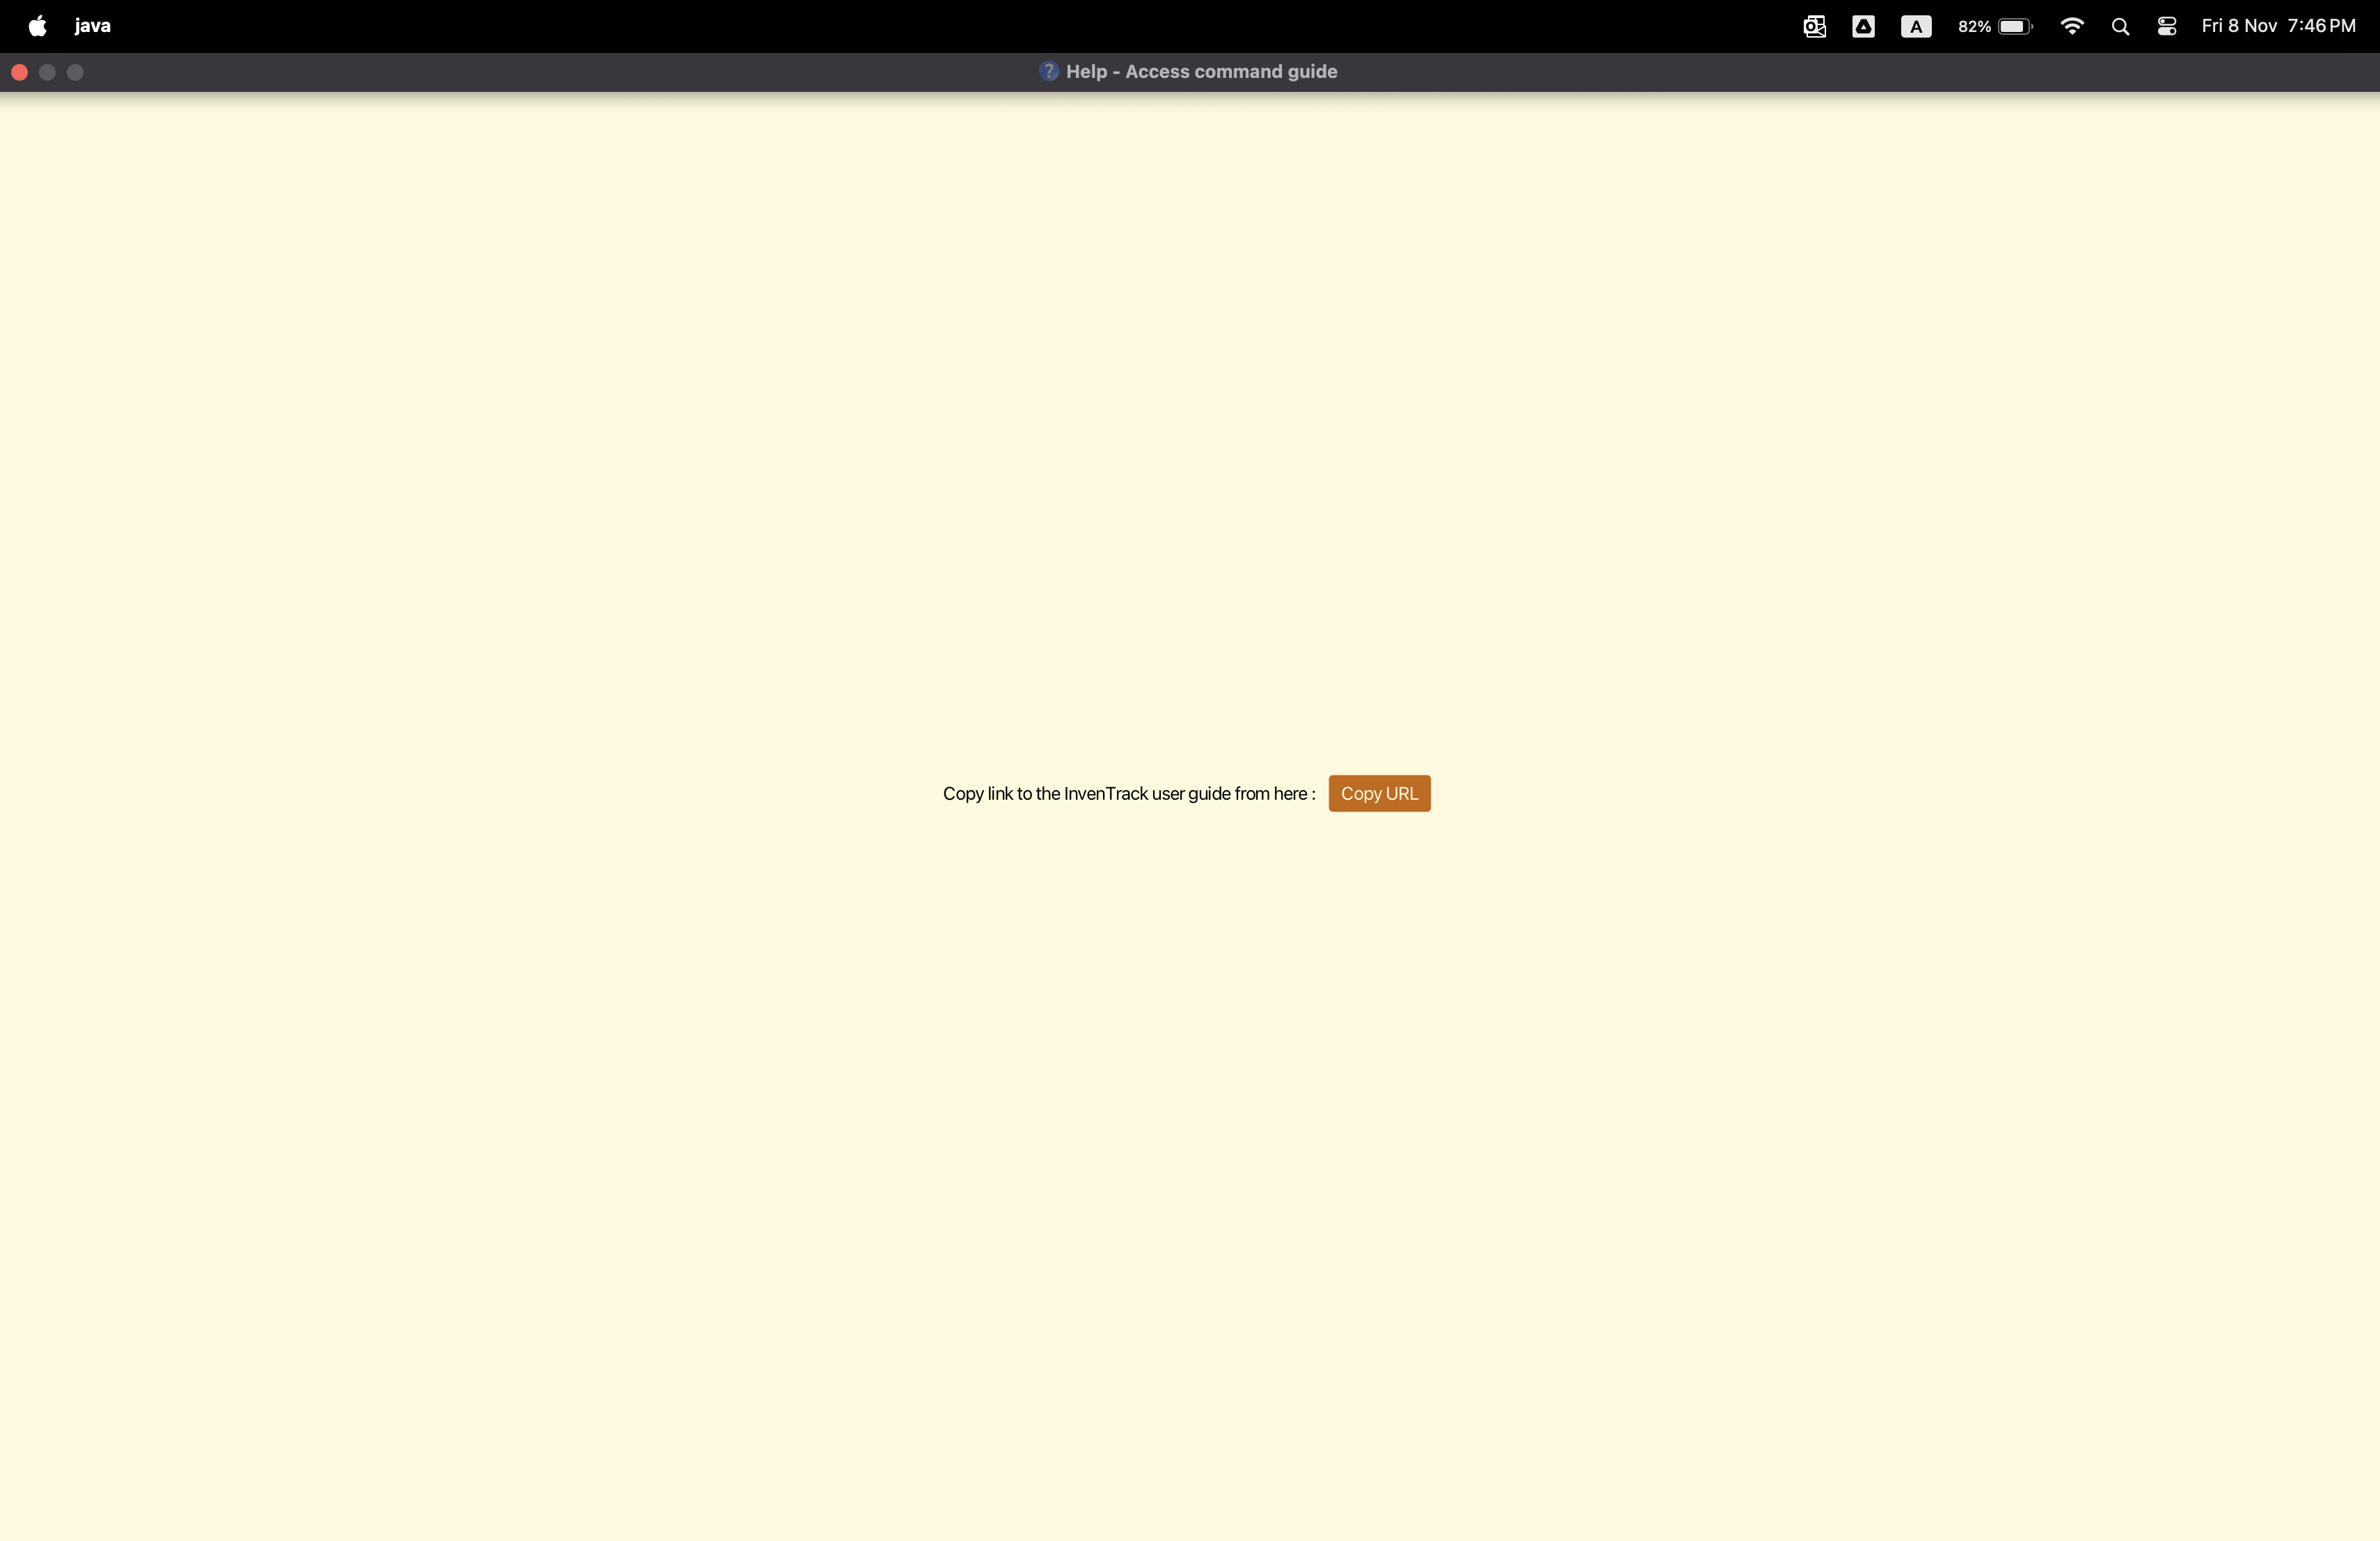 java
A
82%
Fri 8 Nov 7:46 PM
? Help - Access command guide
Copy link to the InvenTrack user guide from here :
Copy URL